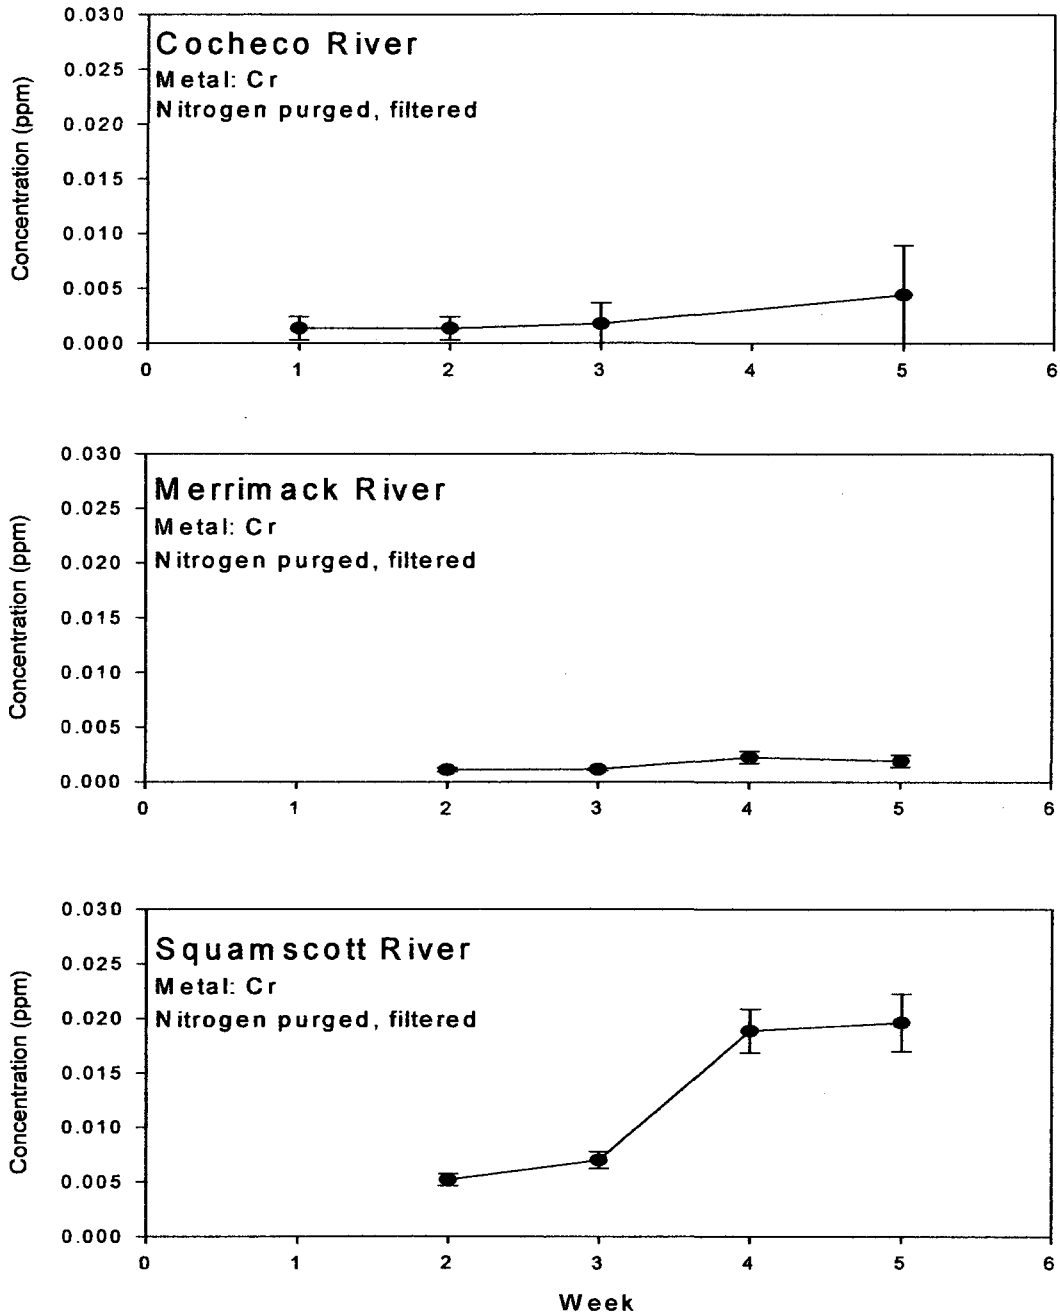 0.030
Cocheco River
0.025
Metal: Cr
Nitrogen purged, filtered
0.020
0.015
0.010
0.005
0.000
Concentration (ppm)
0 1 2 3 4 5 6
0.030
Merrimack River
0.025
Metal: Cr
Nitrogen purged, filtered
0.020
0.015
0.010
0.005
0.000
Concentration (ppm)
0 1 2 3 4 5 6
0.030
Squamscott River
0.025
Metal: Cr
Nitrogen purged, filtered
0.020
0.015
0.010
0.005
0.000
Concentration (ppm)
0 1 2 3 4 5 6
Week